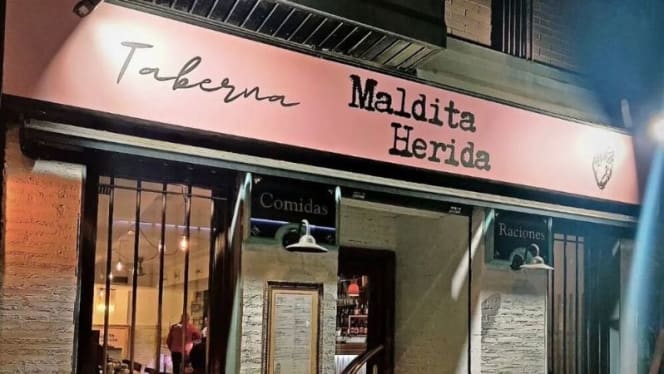 Taberna
Maldita
Herida
Comidas
Raciones